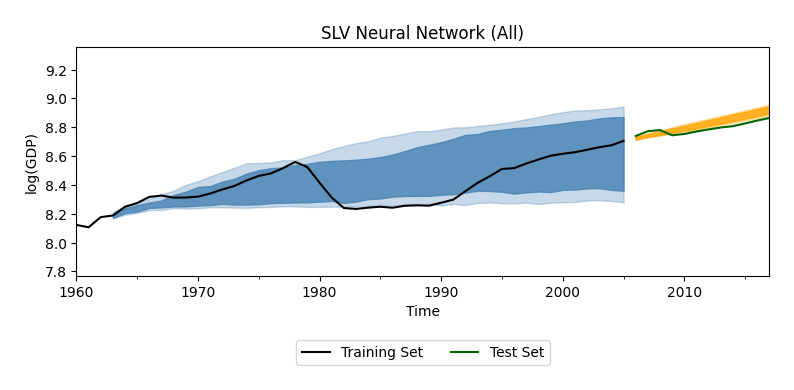 SLV Neural Network (All)
log(GDP)
9.2
9.0
8.8
8.6
8.4
8.2
8.0
7.8
1960 1970 1980 1990 2000 2010
Time
Training Set Test Set